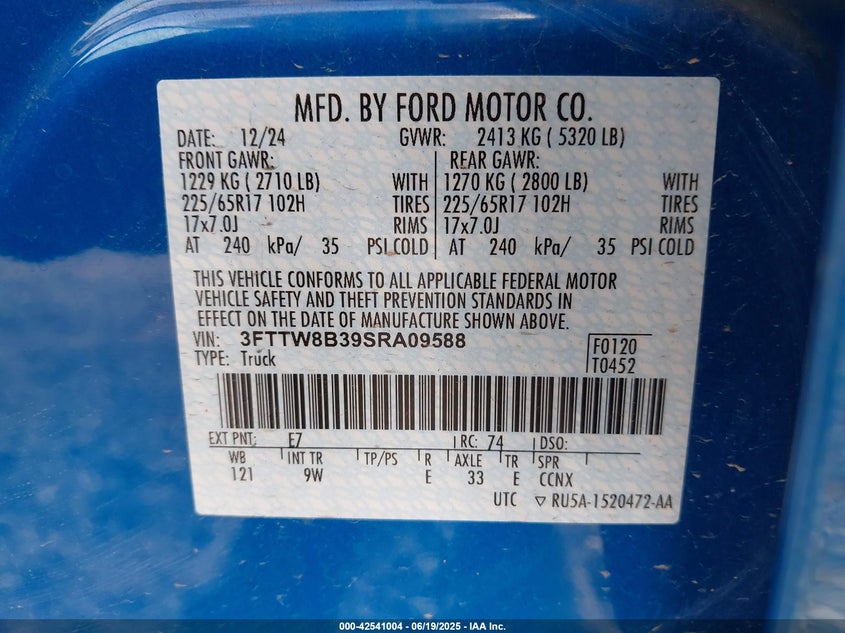 MFD. BY FORD MOTOR CO.
DATE: 12/24 GVWR: 2413 KG ( 5320 LB)
FRONT GAWR: REAR GAWR:
1229 KG ( 2710 LB) WITH 1270 KG ( 2800 LB) WITH
225/65R17 102H TIRES 225/65R17 102H TIRES
17x7.0J RIMS 17x7.0J RIMS
AT 240 kPa/ 35 PSI COLD AT 240 kPa/ 35 PSI COLD
THIS VEHICLE CONFORMS TO ALL APPLICABLE FEDERAL MOTOR
VEHICLE SAFETY AND THEFT PREVENTION STANDARDS IN
EFFECT ON THE DATE OF MANUFACTURE SHOWN ABOVE.
VIN: 3FTTW8B39SRA09588 F0120
TYPE: Truck T0452
EXT PNT: E7 RC: 74 DSO:
WB INT TR TP/PS R AXLE TR SPR
121 9W E 33 E CCNX
UTC ▽ RU5A-1520472-AA
000-42541004 - 06/19/2025 - IAA Inc.